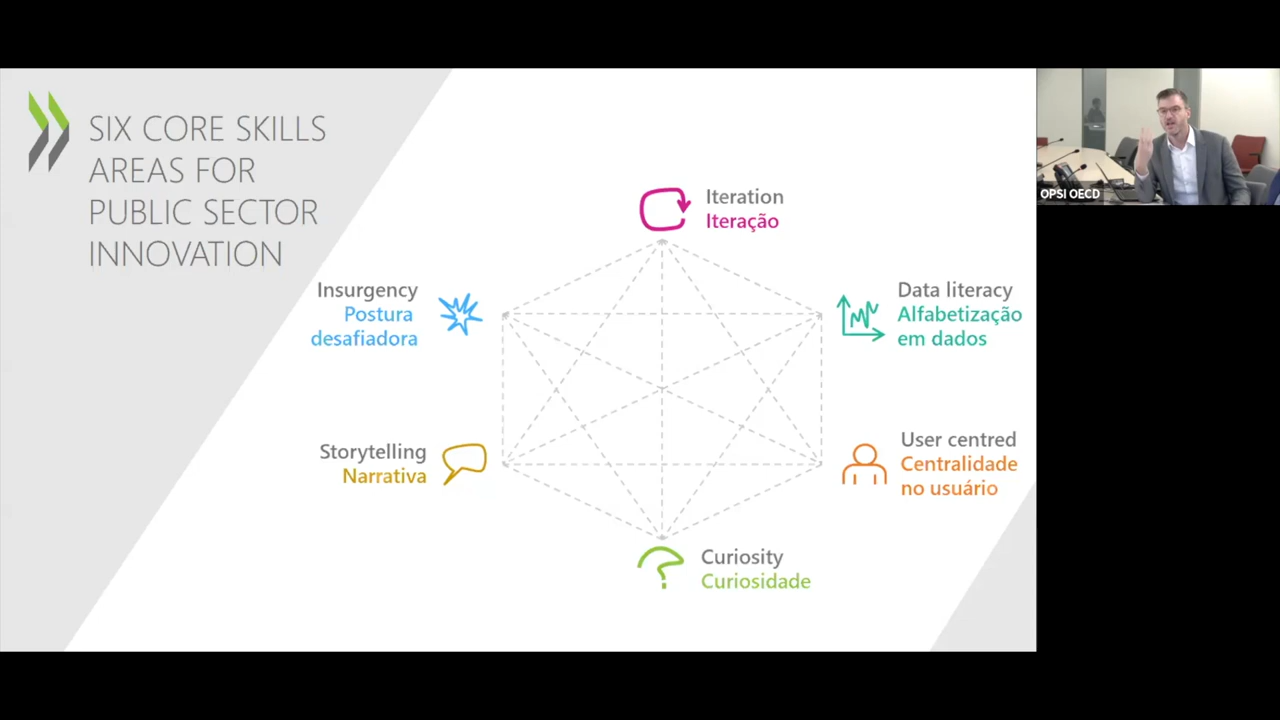 SIX CORE SKILLS
AREAS FOR
PUBLIC SECTOR
INNOVATION
Iteration
Iteração
Insurgency
Postura
desafiadora
Data literacy
Alfabetização
em dados
Storytelling
Narrativa
User centred
Centralidade
no usuário
Curiosity
Curiosidade
OPSI OECD